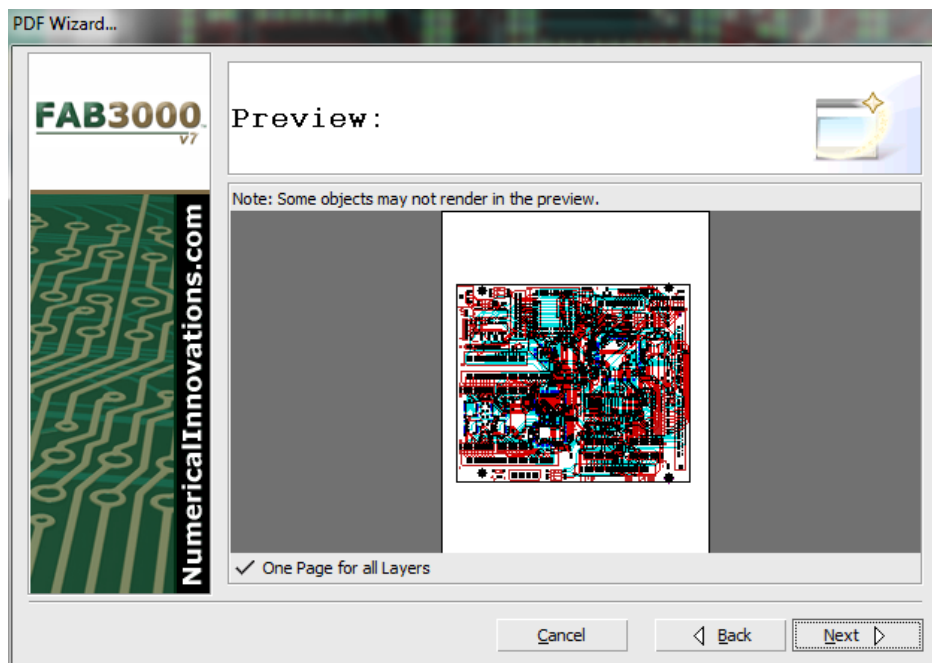 PDF Wizard...
FAB3000
v7
Preview:
NumericalInnovations.com
Note: Some objects may not render in the preview.
One Page for all Layers
Cancel
Back
Next